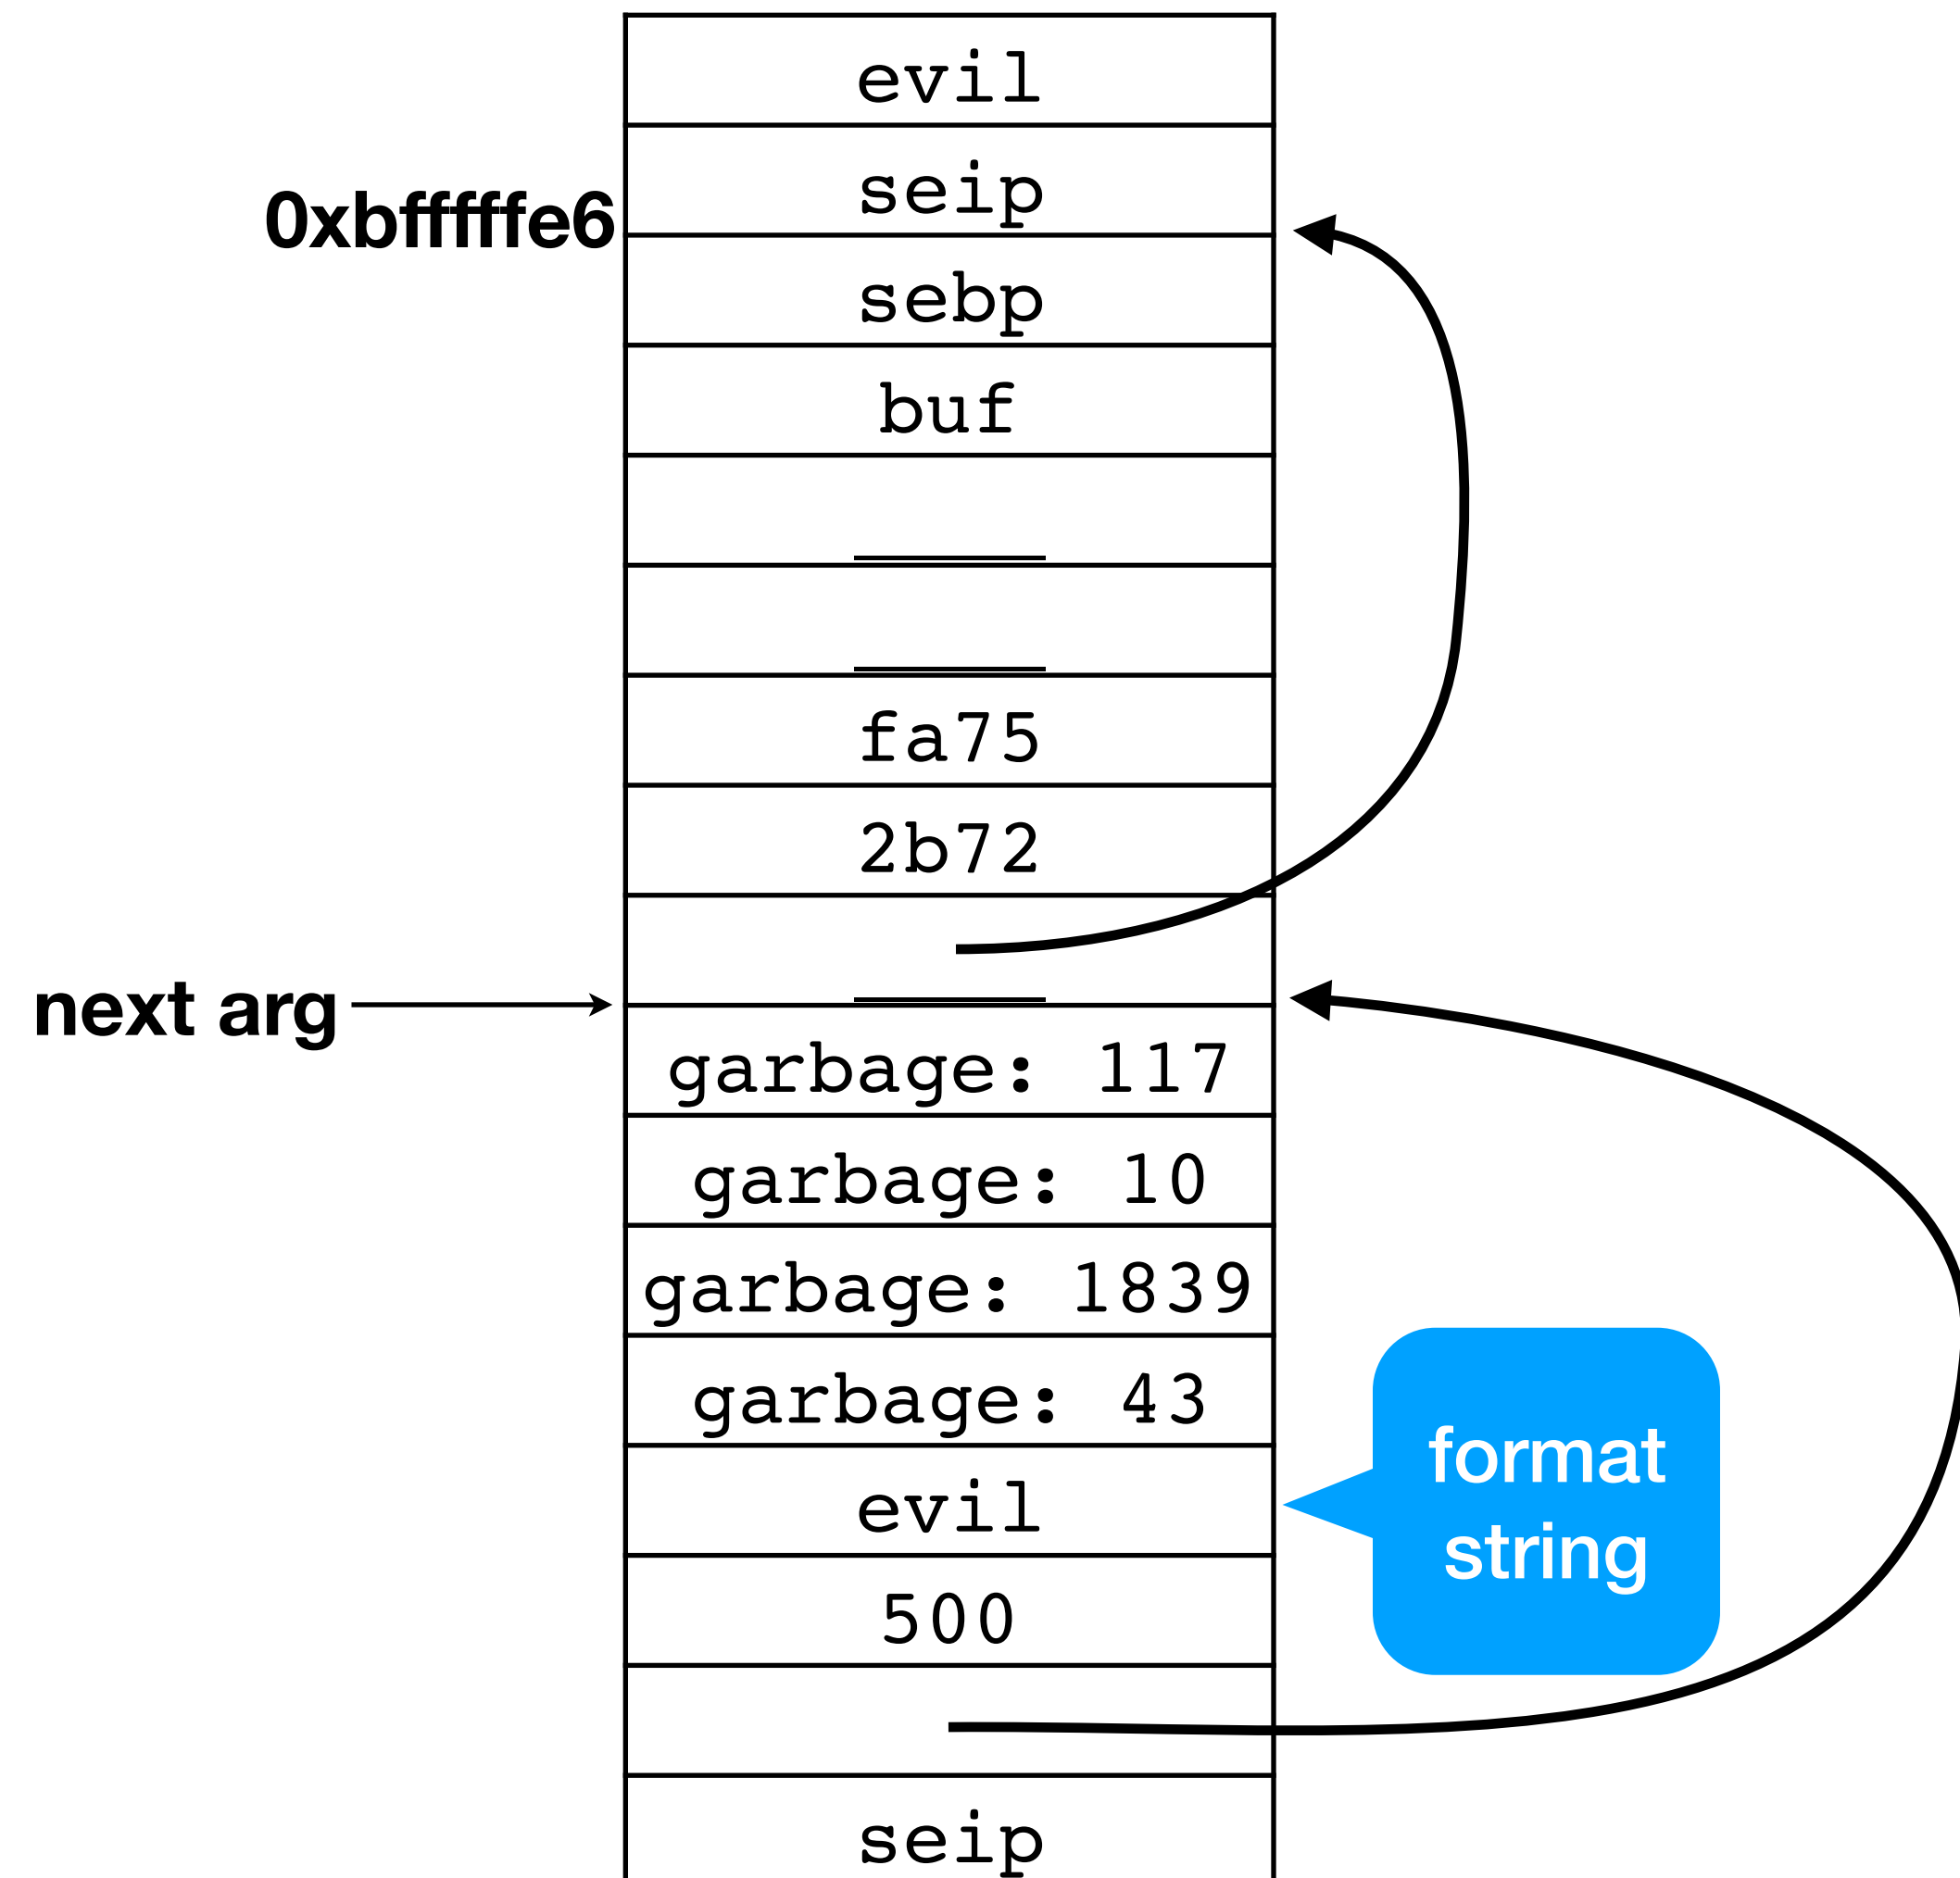 evil
seip
0xbfffffe6
sebp
buf
fa75
2b72
next arg
garbage: 117
garbage: 10
garbage: 1839
garbage: 43
evil
format
string
500
seip